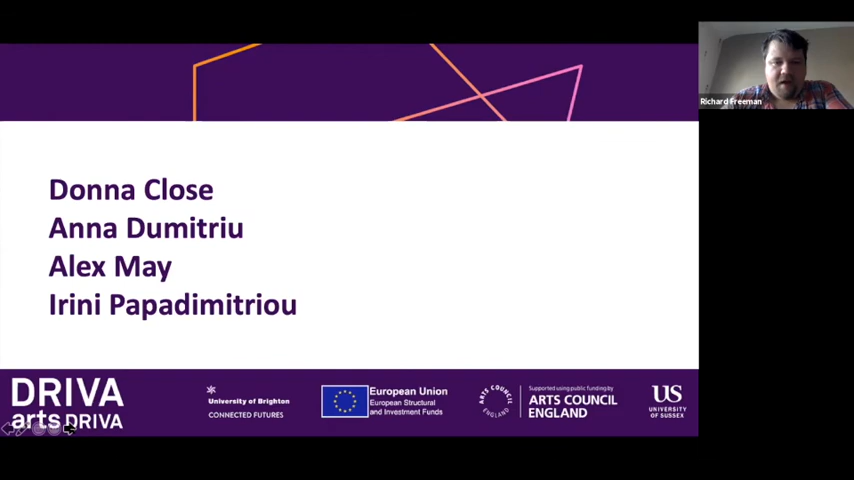 Richard Freeman
Donna Close
Anna Dumitriu
Alex May
Irini Papadimitriou
DRIVA
arts DRIVA
University of Brighton
CONNECTED FUTURES
European Union
European Structural
and Investment Funds
ARTS COUNCIL
ENGLAND
Supported using public funding by
ARTS COUNCIL
ENGLAND
US
UNIVERSITY
OF SUSSEX